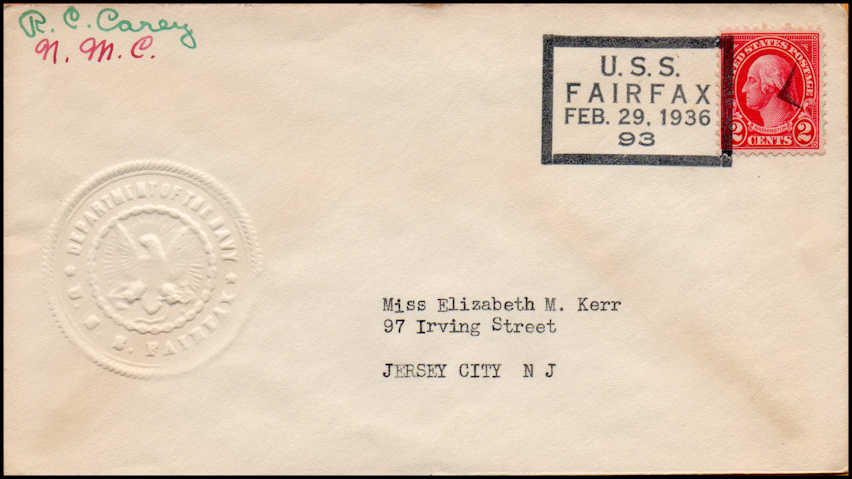 R. C. Carey
N. M. C.
U.S.S.
FAIRFAX
FEB. 29, 1936
93
UNITED STATES POSTAGE
WASHINGTON
2 CENTS 2
DEPARTMENT OF THE NAVY
U. S. S. FAIRFAX
Miss Elizabeth M. Kerr
97 Irving Street
JERSEY CITY N J